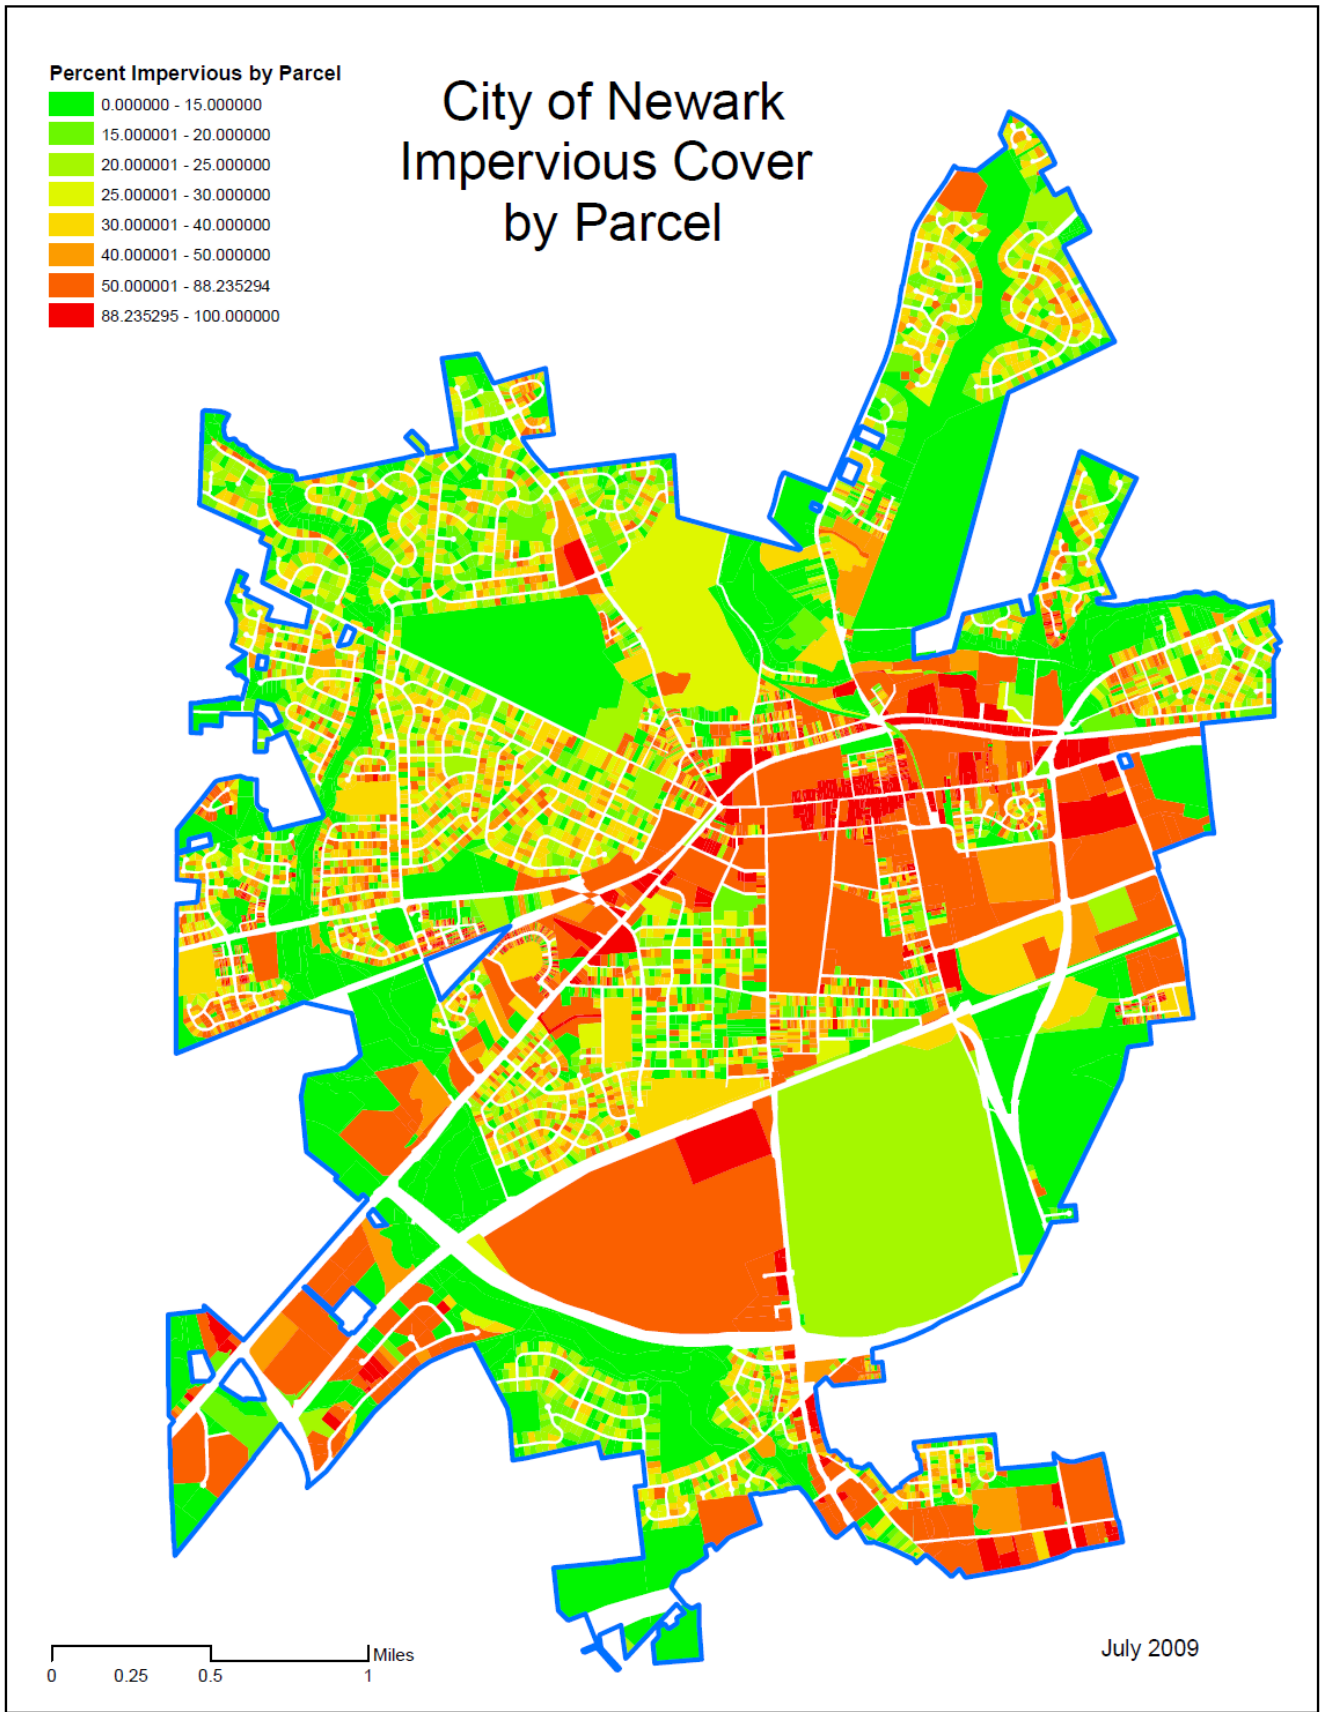 Percent Impervious by Parcel
0.000000 - 15.000000
15.000001 - 20.000000
20.000001 - 25.000000
25.000001 - 30.000000
30.000001 - 40.000000
40.000001 - 50.000000
50.000001 - 88.235294
88.235295 - 100.000000
City of Newark
Impervious Cover
by Parcel
Miles
0 0.25 0.5 1
July 2009